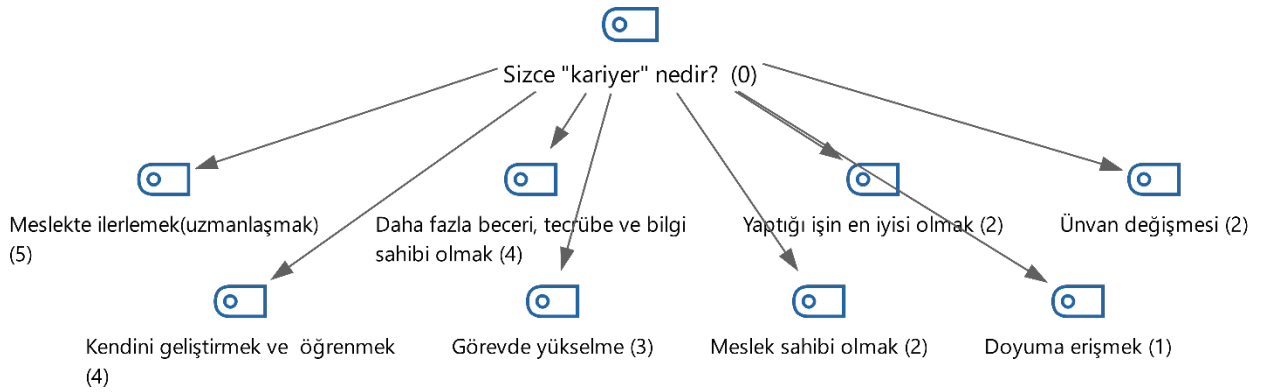 Sizce "kariyer" nedir? (0)
Meslekte ilerlemek(uzmanlaşmak)
(5)
Daha fazla beceri, tecrübe ve bilgi
sahibi olmak (4)
Yaptığı işin en iyisi olmak (2)
Ünvan değişmesi (2)
Kendini geliştirmek ve öğrenmek
(4)
Görevde yükselme (3)
Meslek sahibi olmak (2)
Doyuma erişmek (1)